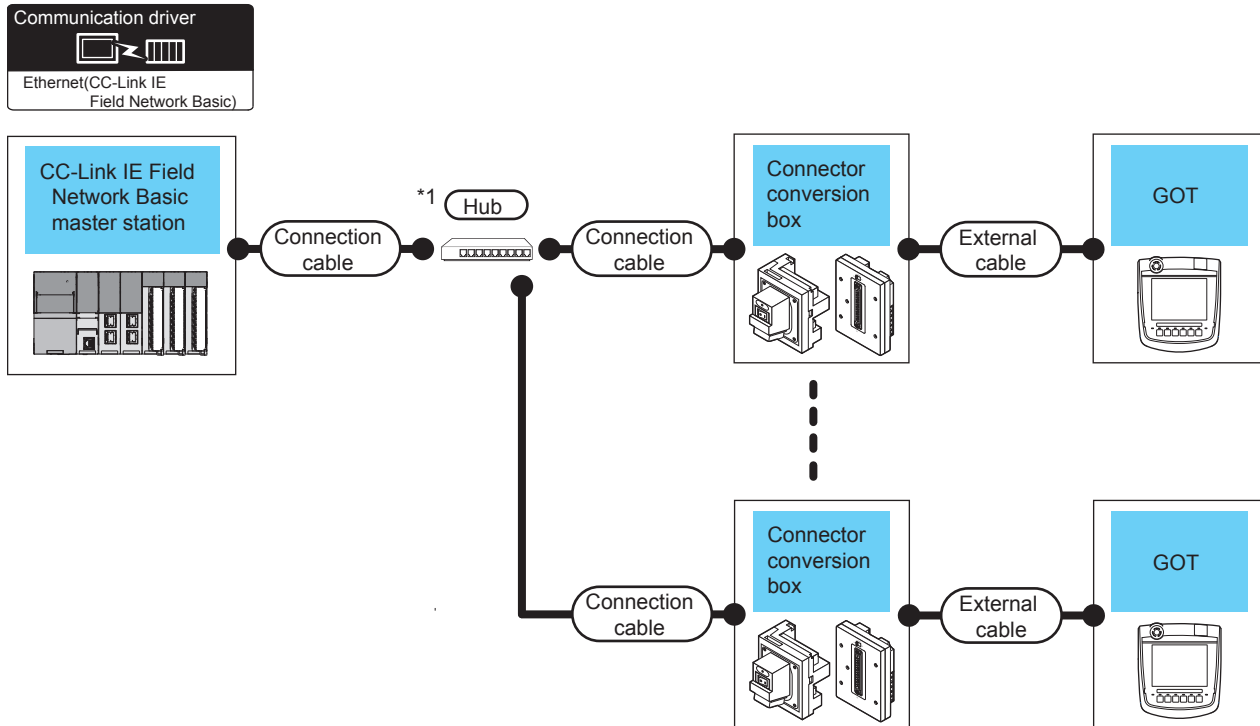 Communication driver
Ethernet(CC-Link IE
Field Network Basic)
CC-Link IE Field
Network Basic
master station
Connection
cable
*1
Hub
Connection
cable
Connector
conversion
box
External
cable
GOT
Connection
cable
Connector
conversion
box
External
cable
GOT